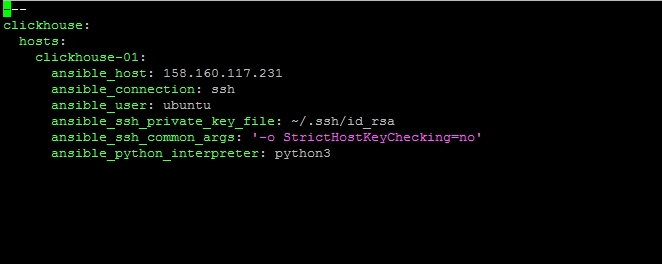 ---
clickhouse:
  hosts:
    clickhouse-01:
      ansible_host: 158.160.117.231
      ansible_connection: ssh
      ansible_user: ubuntu
      ansible_ssh_private_key_file: ~/.ssh/id_rsa
      ansible_ssh_common_args: '-o StrictHostKeyChecking=no'
      ansible_python_interpreter: python3